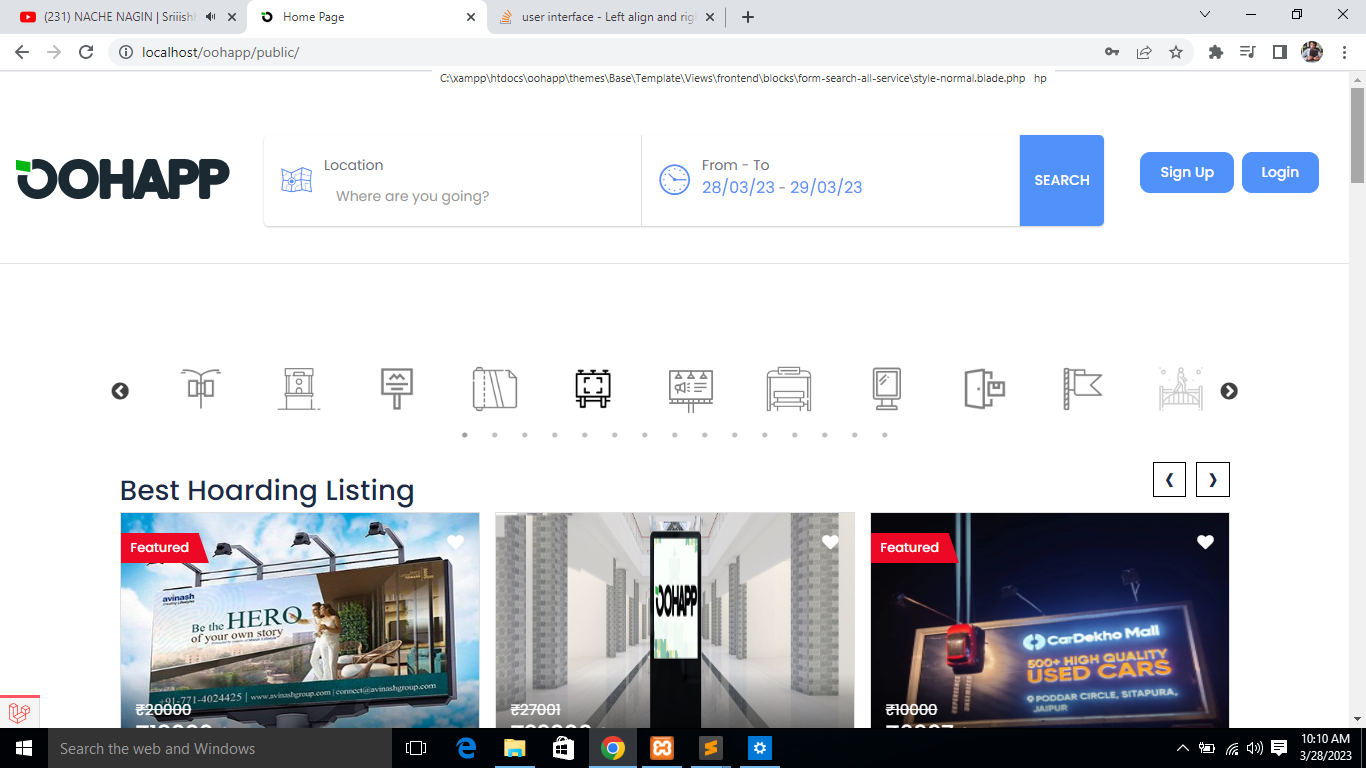 (231) NACHE NAGIN | Sriiish
Home Page
user interface - Left align and rig
localhost/oohapp/public/
C:\xampp\htdocs\oohapp\themes\Base\Template\Views\frontend\blocks\form-search-all-service\style-normal.blade.php hp
OOHAPP
Location
Where are you going?
From - To
28/03/23 - 29/03/23
SEARCH
Sign Up
Login
Best Hoarding Listing
Featured
avinash
Be the HERO
of your own story
+91-771-4024425 | www.avinashgroup.com | connect@avinashgroup.com
₹20000
OOHAPP
₹27001
Featured
CarDekho Mall
500+ HIGH QUALITY
USED CARS
PODDAR CIRCLE, SITAPURA,
JAIPUR
₹10000
Search the web and Windows
10:10 AM
3/28/2023